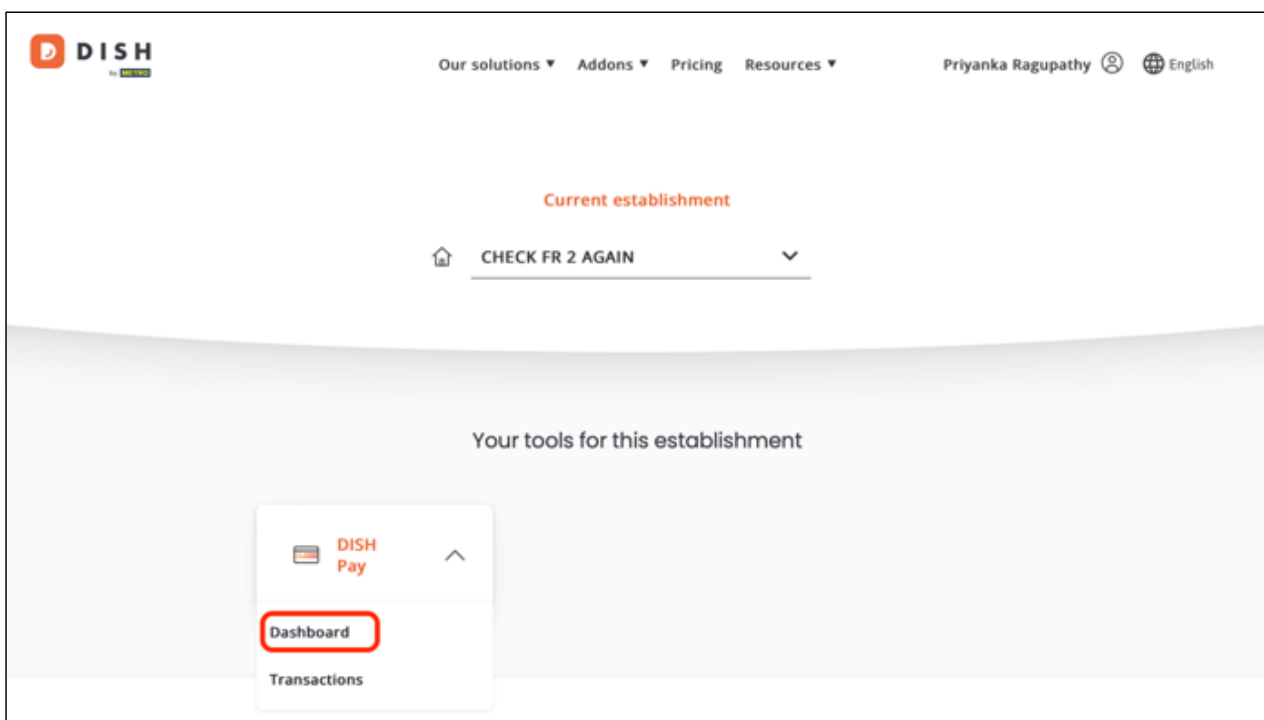 DISH
by METRO
Our solutions ▼ Addons ▼ Pricing Resources ▼ Priyanka Ragupathy English
Current establishment
CHECK FR 2 AGAIN
Your tools for this establishment
DISH
Pay
Dashboard
Transactions